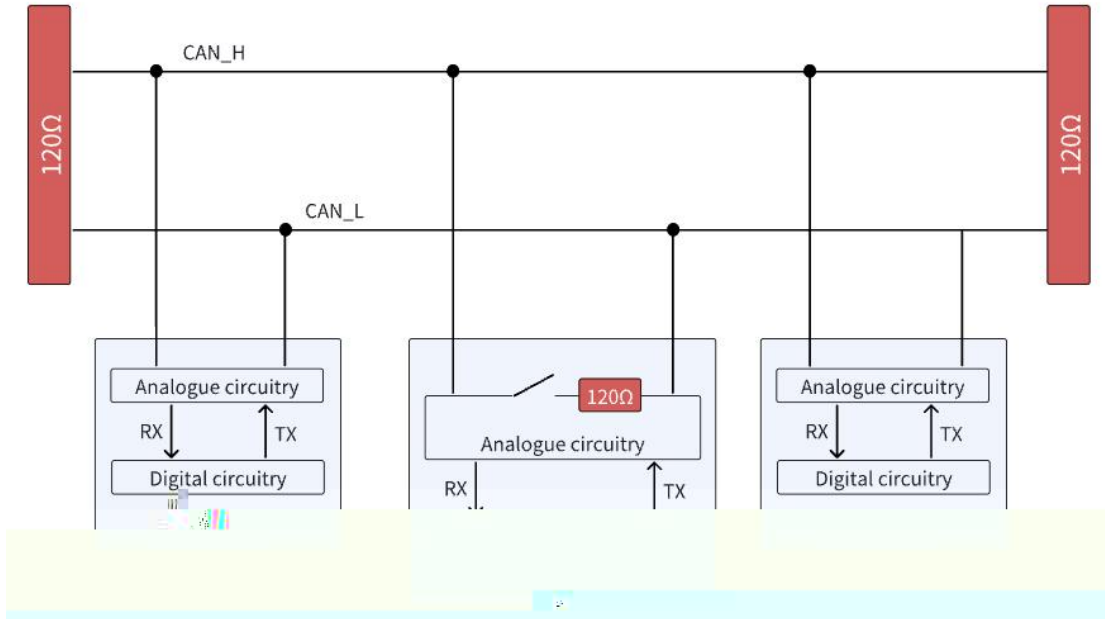 CAN_H
120Ω
120Ω
CAN_L
Analogue circuitry
RX
TX
Digital circuitry
120Ω
Analogue circuitry
RX
TX
Analogue circuitry
RX
TX
Digital circuitry